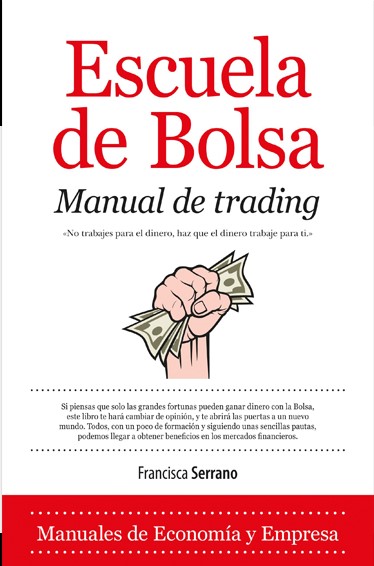 Escuela
de Bolsa
Manual de trading
«No trabajes para el dinero, haz que el dinero trabaje para ti.»
Si piensas que solo las grandes fortunas pueden ganar dinero con la Bolsa,
este libro te hará cambiar de opinión, y te abrirá las puertas a un nuevo
mundo. Todos, con un poco de formación y siguiendo unas sencillas pautas,
podemos llegar a obtener beneficios en los mercados financieros.
Francisca Serrano
Manuales de Economía y Empresa